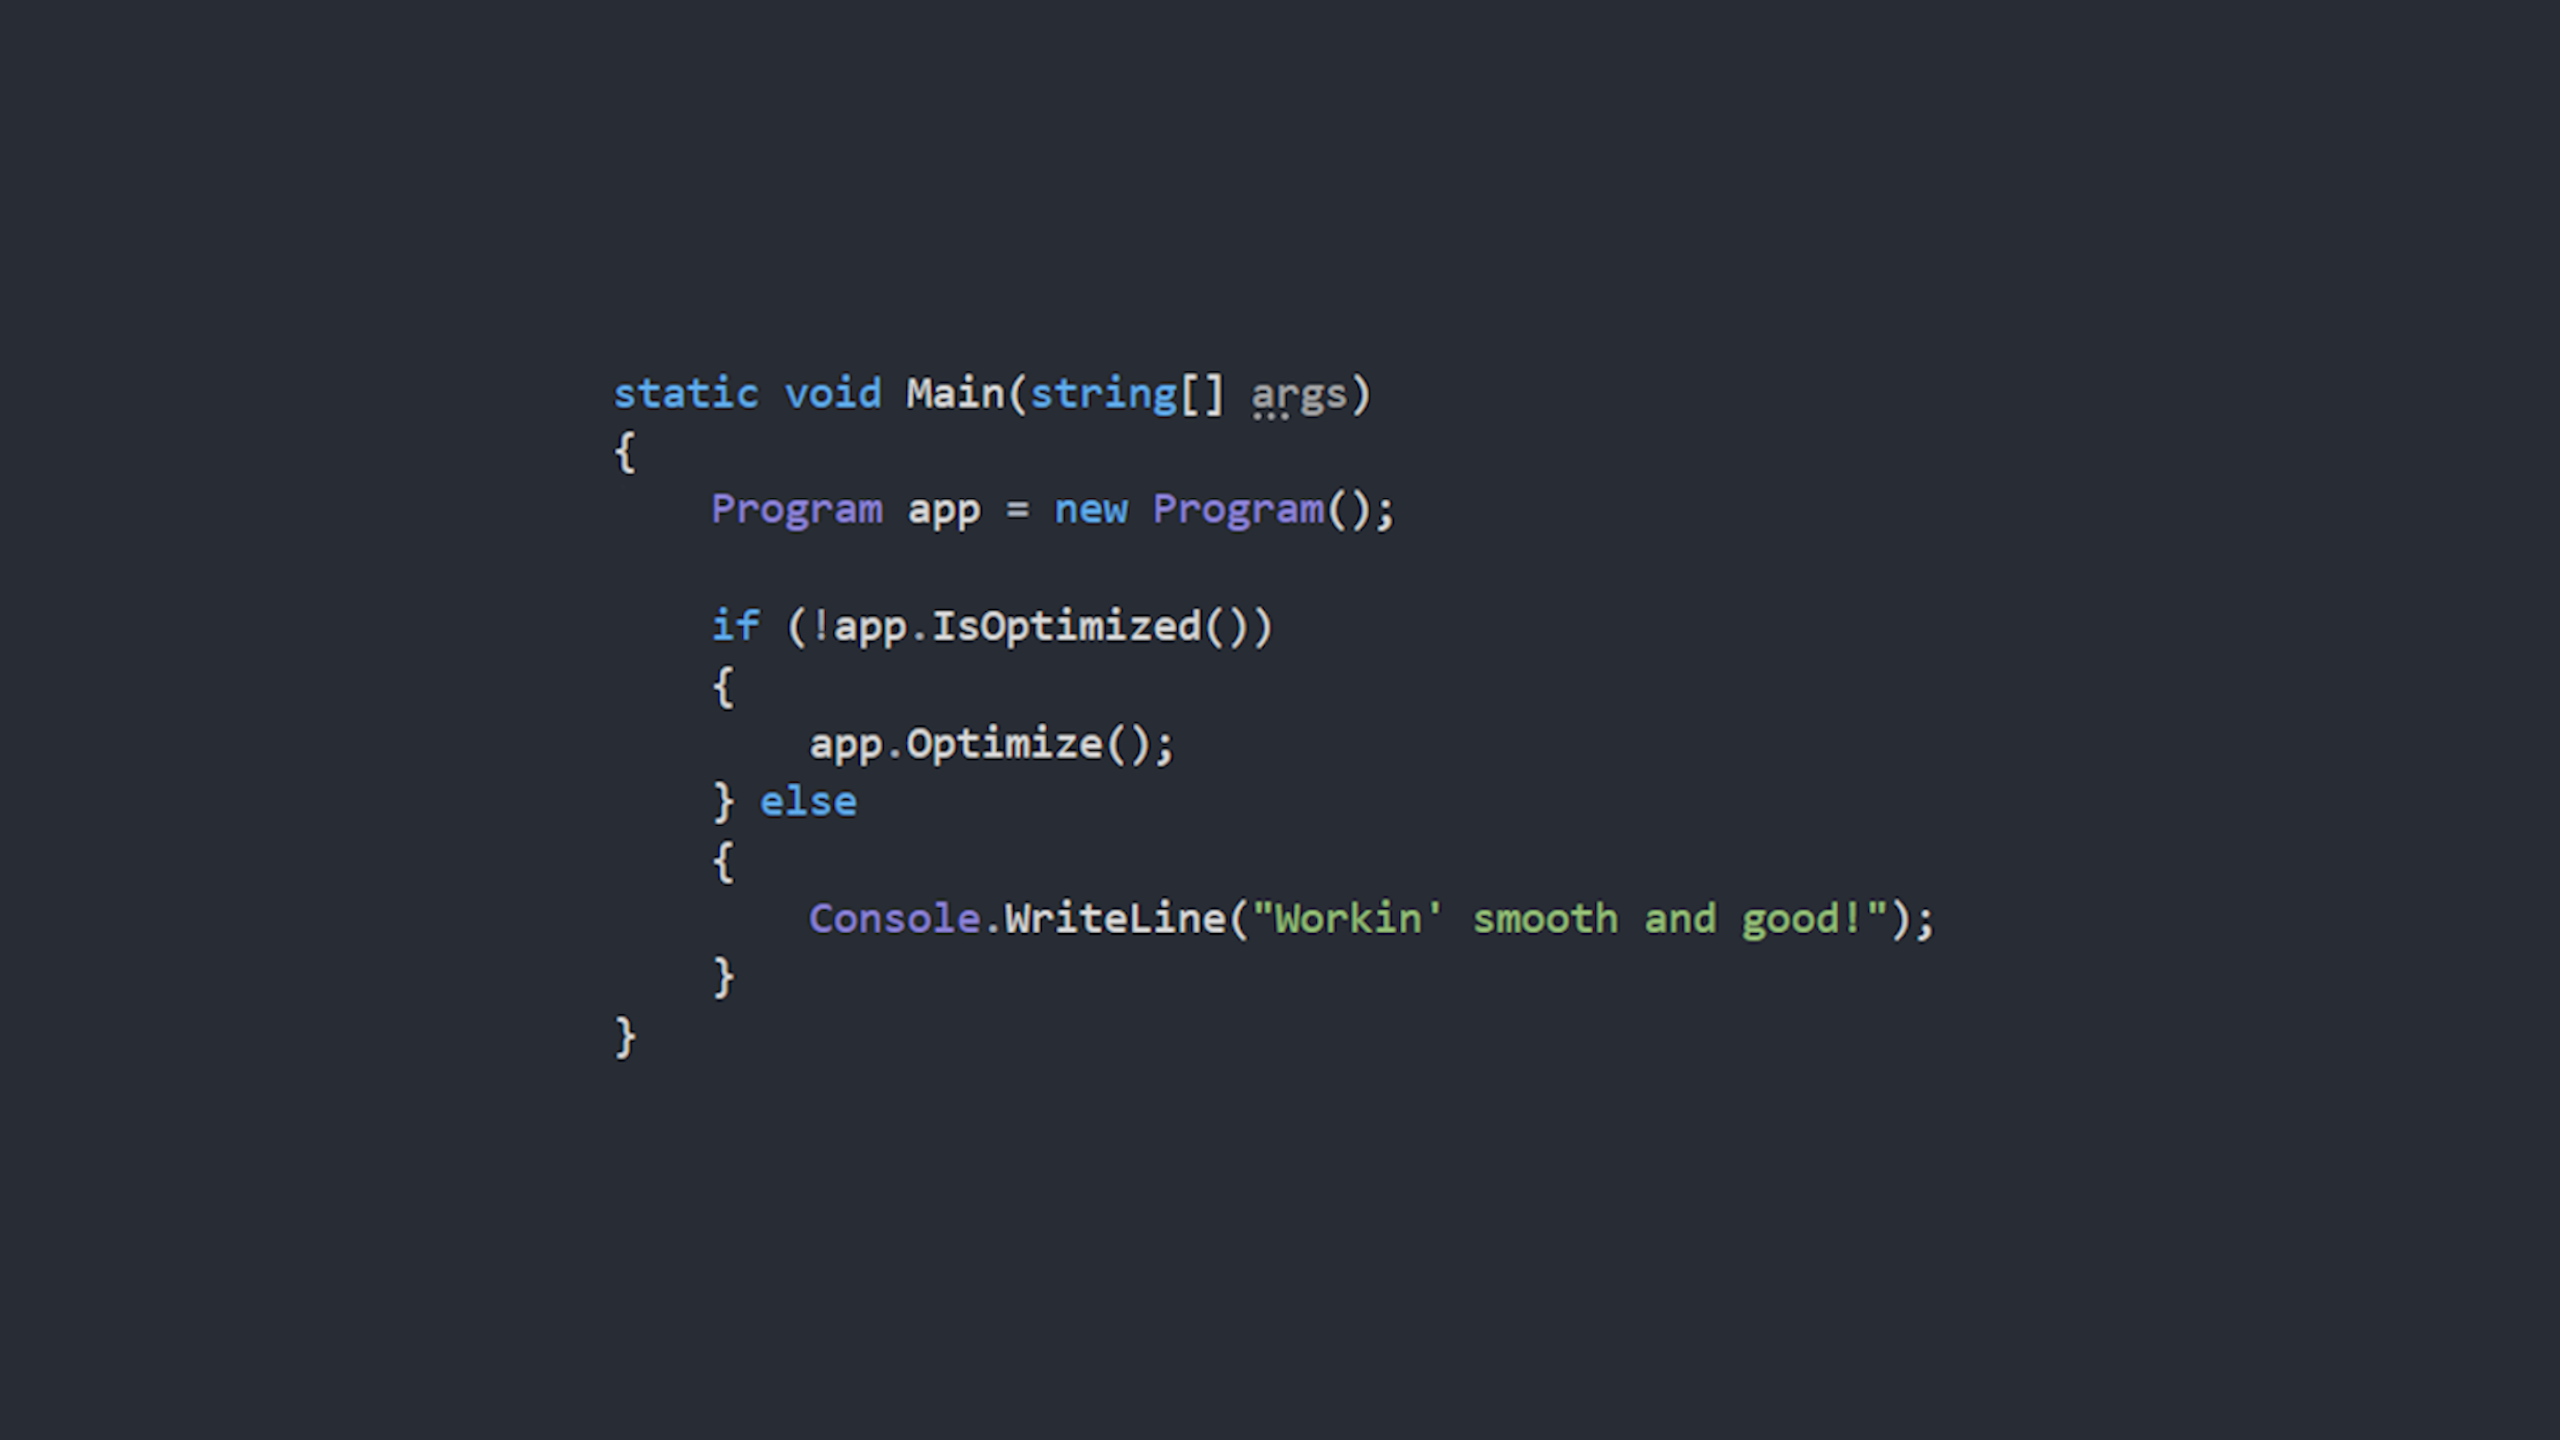 static void Main(string[] args)
{
    Program app = new Program();

    if (!app.IsOptimized())
    {
        app.Optimize();
    } else
    {
        Console.WriteLine("Workin' smooth and good!");
    }
}